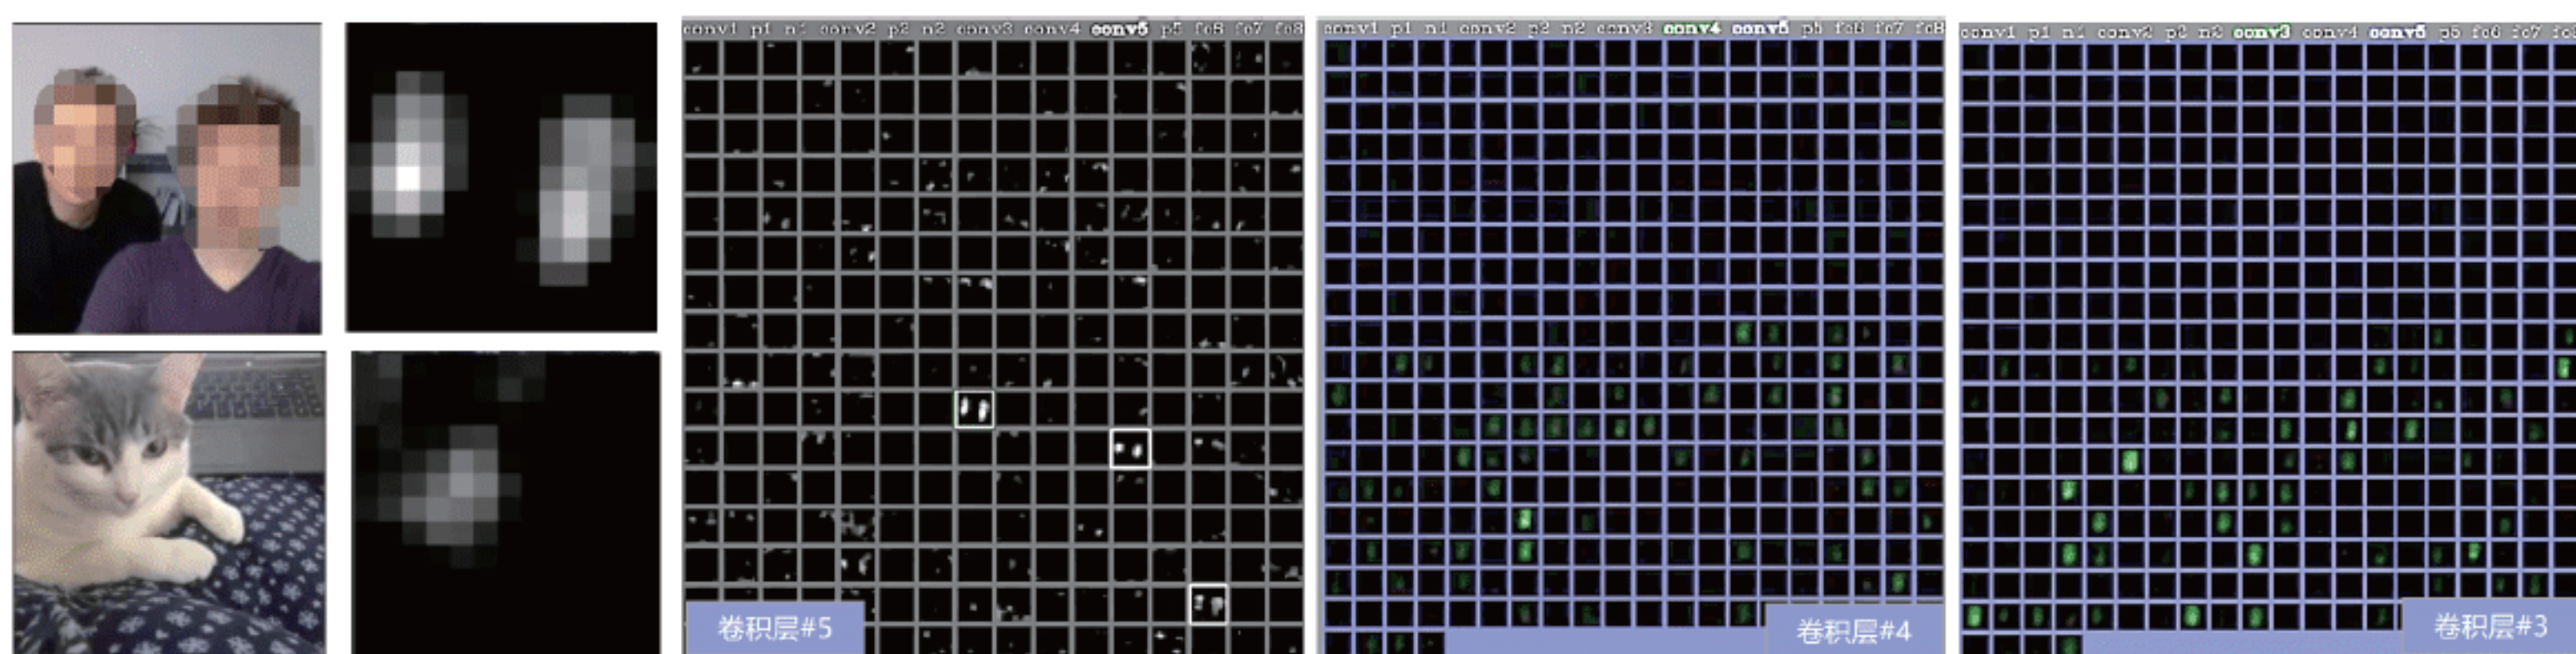 conv1 p1 n1 conv2 p2 n2 conv3 conv4 conv5 p5 fc6 fc7 fc8
conv1 p1 n1 conv2 p2 n2 conv3 conv4 conv5 p5 fc6 fc7 fc8
conv1 p1 n1 conv2 p2 n2 conv3 conv4 conv5 p5 fc6 fc7
卷积层#5
卷积层#4
卷积层#3